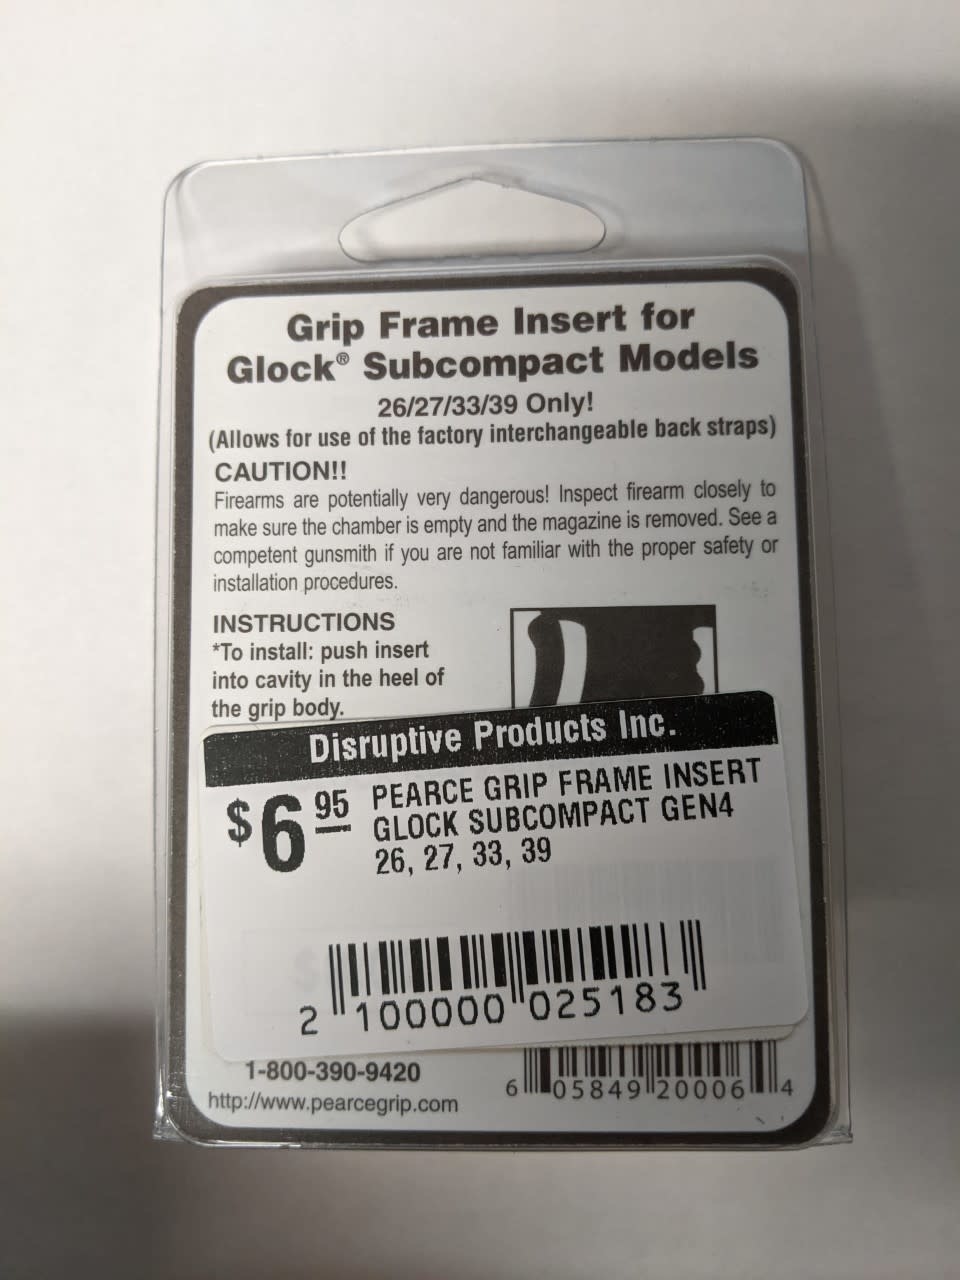 Grip Frame Insert for
Glock® Subcompact Models
26/27/33/39 Only!
(Allows for use of the factory interchangeable back straps)
CAUTION!!
Firearms are potentially very dangerous! Inspect firearm closely to
make sure the chamber is empty and the magazine is removed. See a
competent gunsmith if you are not familiar with the proper safety or
installation procedures.
INSTRUCTIONS
*To install: push insert
into cavity in the heel of
the grip body.
Disruptive Products Inc.
$6 95
PEARCE GRIP FRAME INSERT
GLOCK SUBCOMPACT GEN4
26, 27, 33, 39
2 100000 025183
1-800-390-9420
http://www.pearcegrip.com
6 05849 20006 4